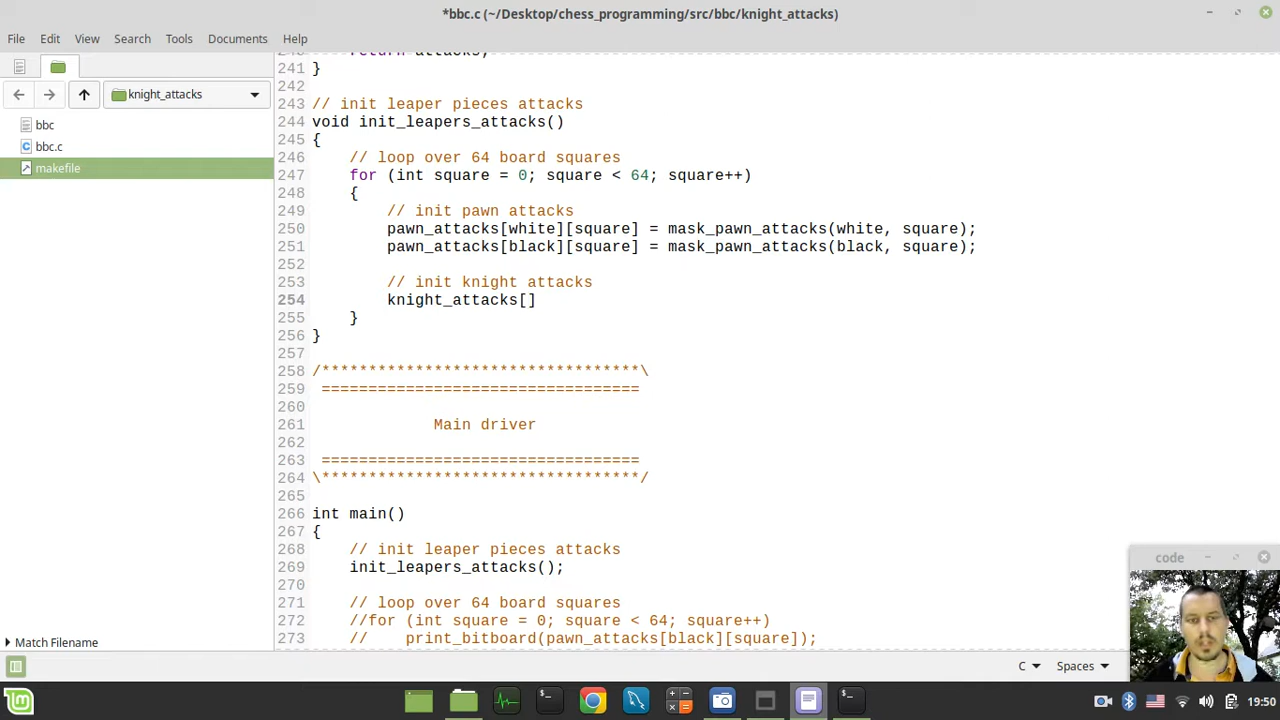 *bbc.c (~/Desktop/chess_programming/src/bbc/knight_attacks)
File Edit View Search Tools Documents Help
knight_attacks
bbc
bbc.c
makefile
Match Filename
return attacks;
241 }
242
243 // init leaper pieces attacks
244 void init_leapers_attacks()
245 {
246 // loop over 64 board squares
247 for (int square = 0; square < 64; square++)
248 {
249 // init pawn attacks
250 pawn_attacks[white][square] = mask_pawn_attacks(white, square);
251 pawn_attacks[black][square] = mask_pawn_attacks(black, square);
252
253 // init knight attacks
254 knight_attacks[]
255 }
256 }
257
258 /**********************************\
259 ==================================
260
261 Main driver
262
263 ==================================
264 \**********************************/
265
266 int main()
267 {
268 // init leaper pieces attacks
269 init_leapers_attacks();
270
271 // loop over 64 board squares
272 //for (int square = 0; square < 64; square++)
273 // print_bitboard(pawn_attacks[black][square]);
code
C Spaces
19:50